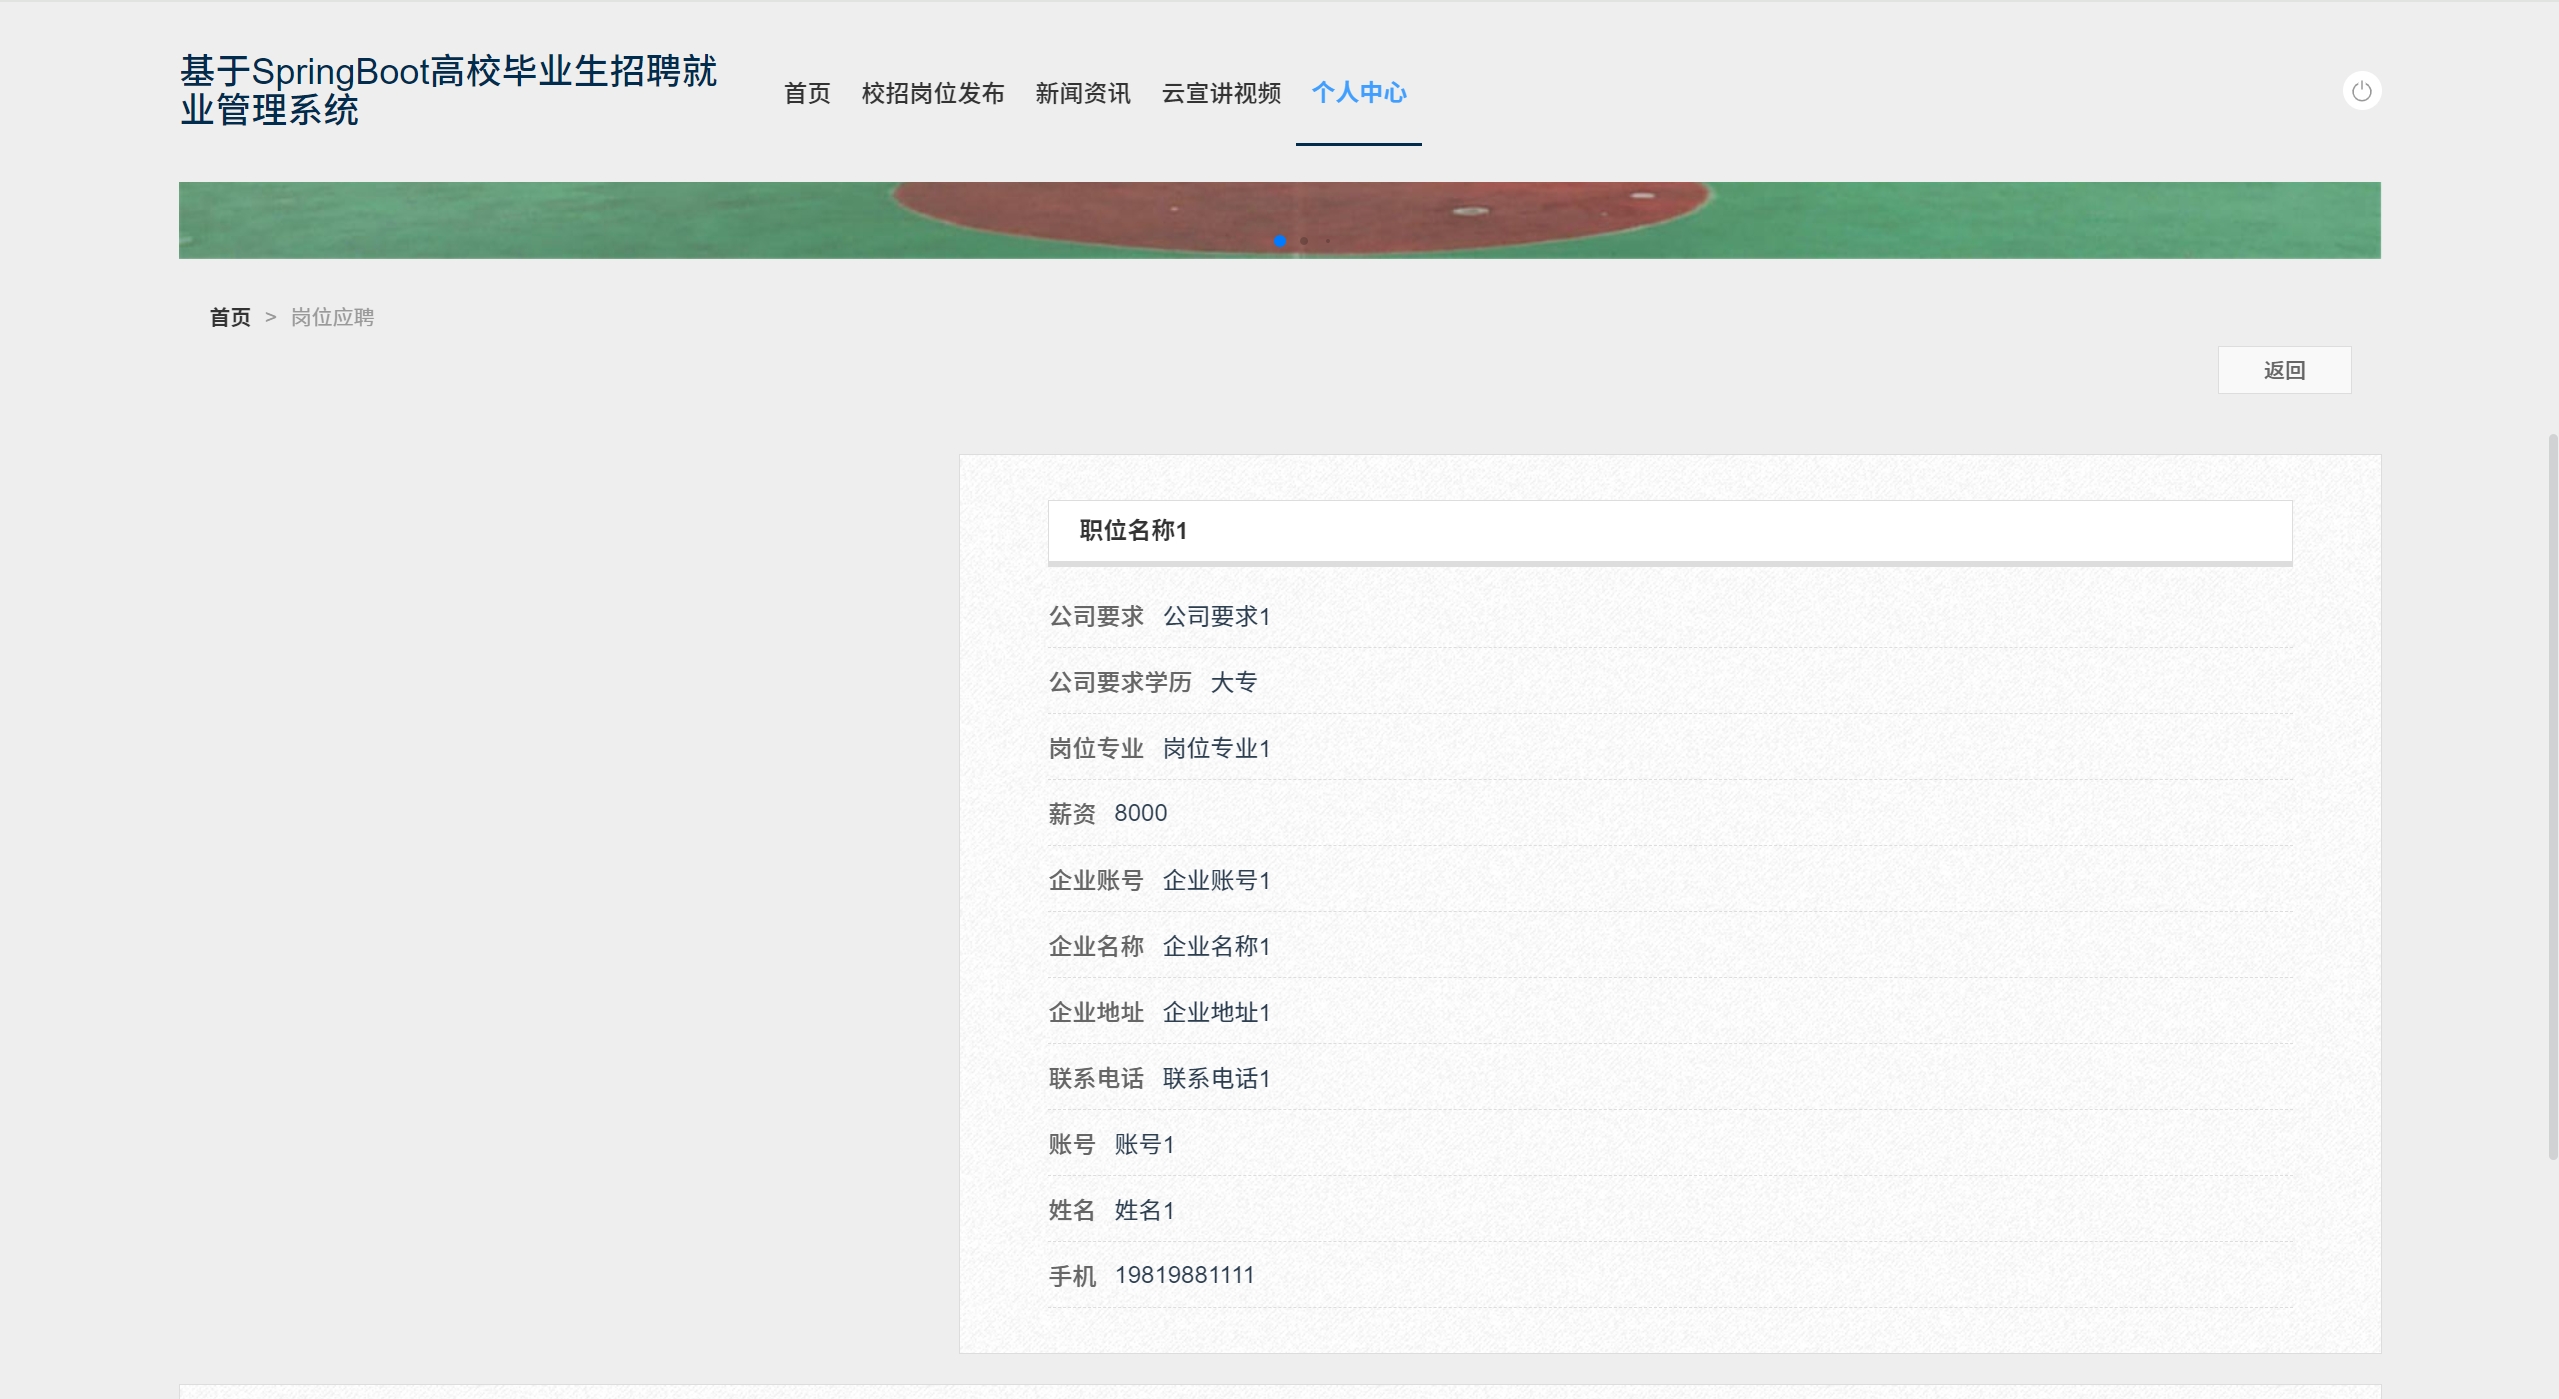 基于SpringBoot高校毕业生招聘就
业管理系统
首页 校招岗位发布 新闻资讯 云宣讲视频 个人中心
首页 > 岗位应聘
返回
职位名称1
公司要求 公司要求1
公司要求学历 大专
岗位专业 岗位专业1
薪资 8000
企业账号 企业账号1
企业名称 企业名称1
企业地址 企业地址1
联系电话 联系电话1
账号 账号1
姓名 姓名1
手机 19819881111